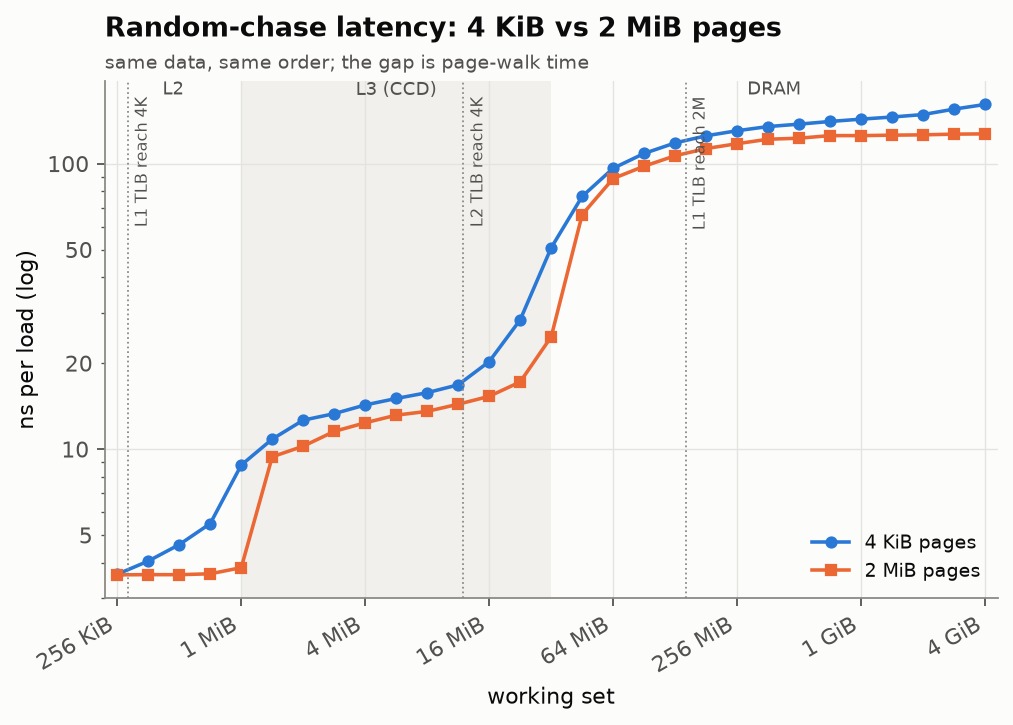 Random-chase latency: 4 KiB vs 2 MiB pages
same data, same order; the gap is page-walk time
L2
L3 (CCD)
DRAM
L1 TLB reach 4K
L2 TLB reach 4K
L1 TLB reach 2M
ns per load (log)
100
50
20
10
5
4 KiB pages
2 MiB pages
256 KiB
1 MiB
4 MiB
16 MiB
64 MiB
256 MiB
1 GiB
4 GiB
working set